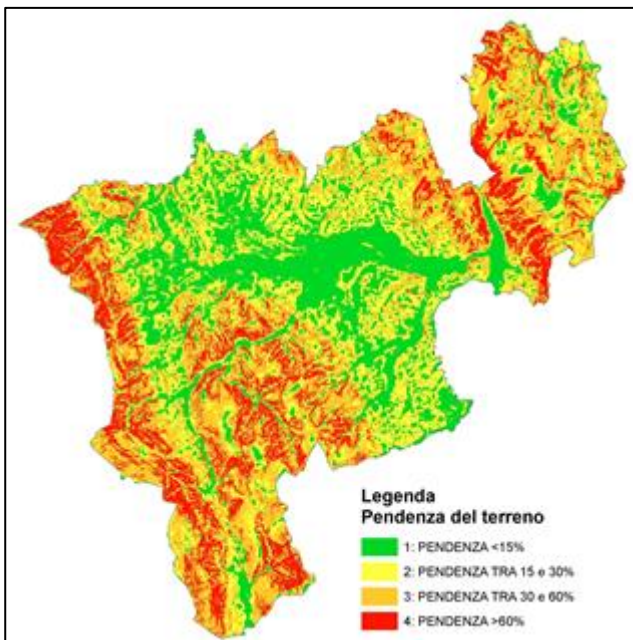 Legenda
Pendenza del terreno
1: PENDENZA <15%
2: PENDENZA TRA 15 e 30%
3: PENDENZA TRA 30 e 60%
4: PENDENZA >60%